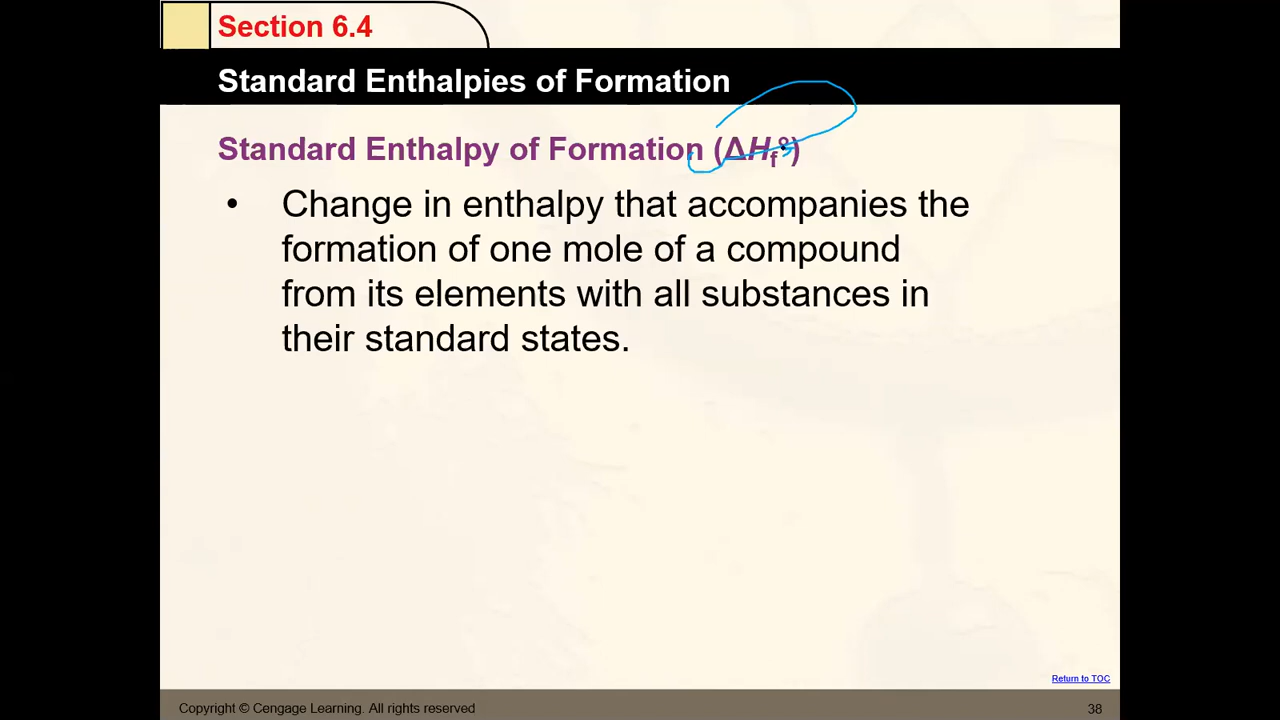 Section 6.4
Standard Enthalpies of Formation
Standard Enthalpy of Formation (ΔHf°)
• Change in enthalpy that accompanies the
formation of one mole of a compound
from its elements with all substances in
their standard states.
Return to TOC
Copyright © Cengage Learning. All rights reserved
38